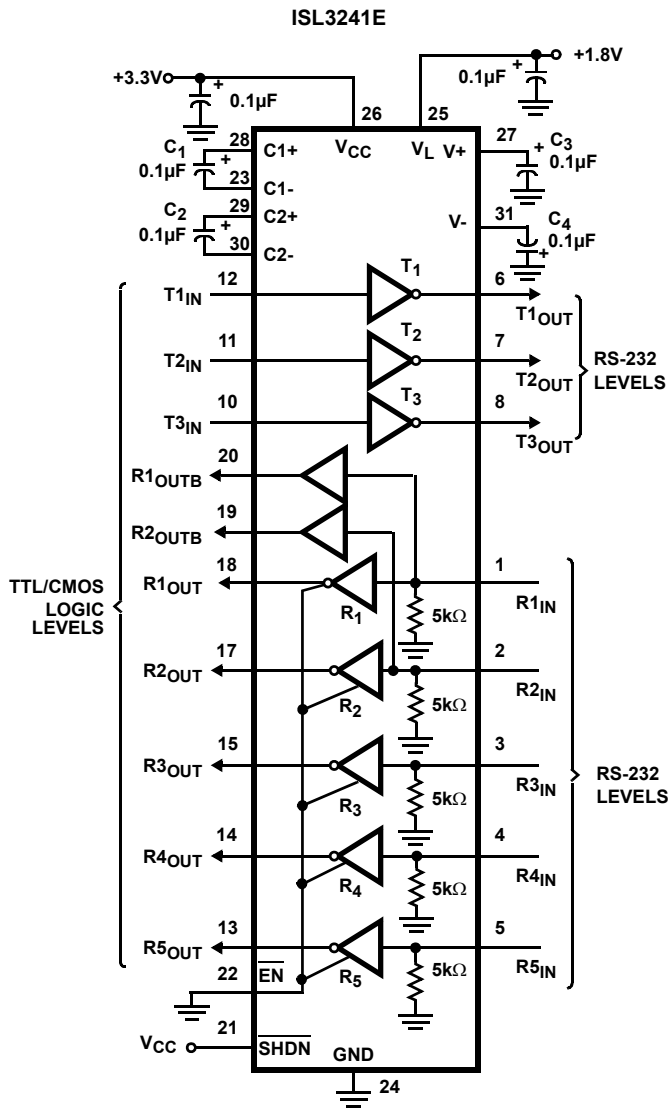 ISL3241E
+3.3V
0.1µF
+
+1.8V
0.1µF
+
26
25
VCC
VL
V+
27
C3
0.1µF
+
C1
0.1µF
+
28
C1+
23
C1-
C2
0.1µF
+
29
C2+
30
C2-
V-
31
C4
0.1µF
+
T1IN
12
T1
6
T1OUT
T2IN
11
T2
7
T2OUT
T3IN
10
T3
8
T3OUT
RS-232
LEVELS
R1OUTB
20
R2OUTB
19
TTL/CMOS
LOGIC
LEVELS
R1OUT
18
R1
5kΩ
1
R1IN
R2OUT
17
R2
5kΩ
2
R2IN
R3OUT
15
R3
5kΩ
3
R3IN
R4OUT
14
R4
5kΩ
4
R4IN
R5OUT
13
R5
5kΩ
5
R5IN
RS-232
LEVELS
22
EN
VCC
21
SHDN
GND
24